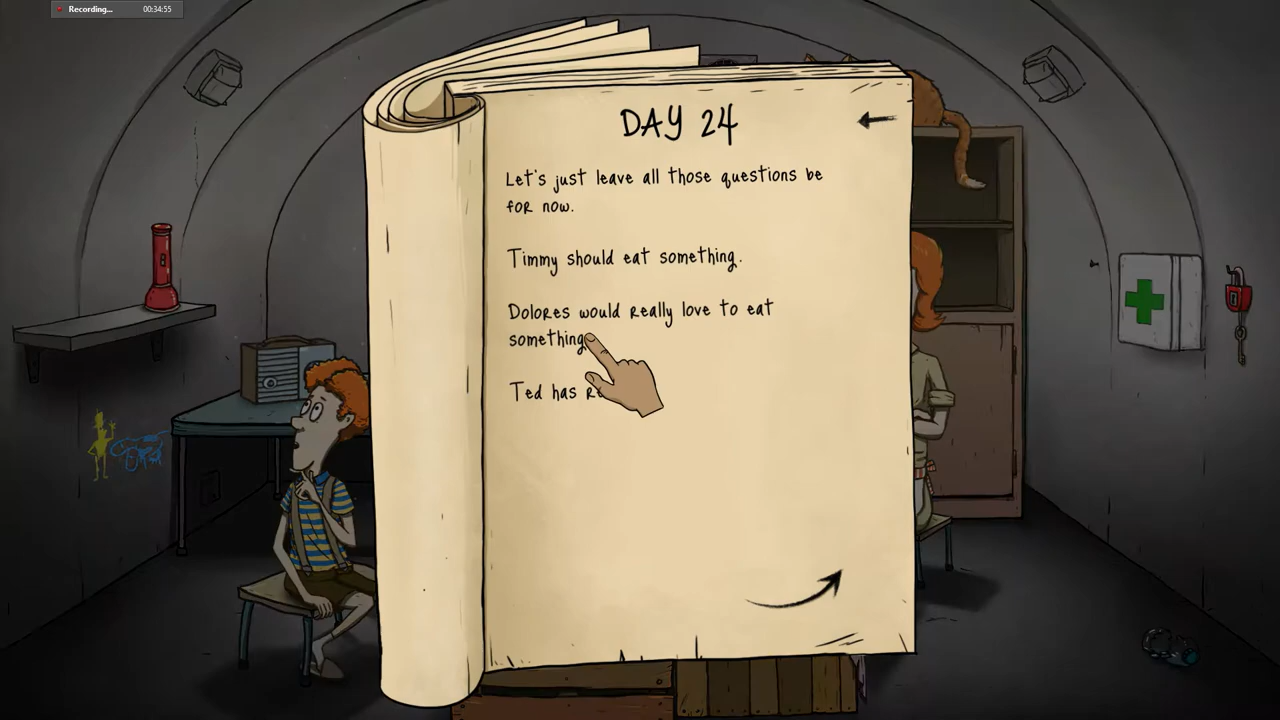 Recording...
00:34:55
DAY 24
Let's just leave all those questions be
for now.
Timmy should eat something.
Dolores would really love to eat
something
Ted has